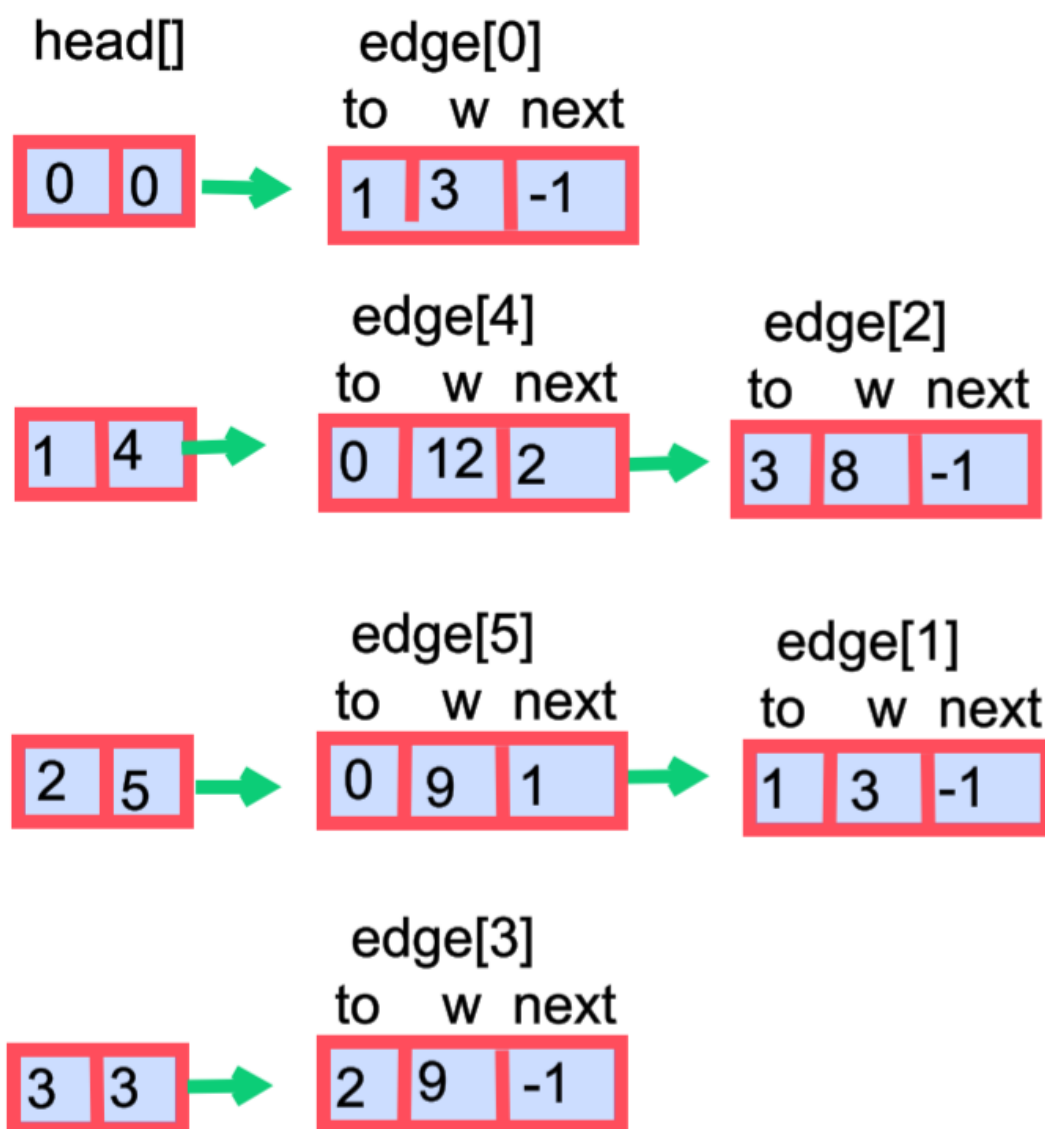 head[] edge[0]
to w next
0 0 1 3 -1
edge[4] edge[2]
to w next to w next
1 4 0 12 2 3 8 -1
edge[5] edge[1]
to w next to w next
2 5 0 9 1 1 3 -1
edge[3]
to w next
3 3 2 9 -1